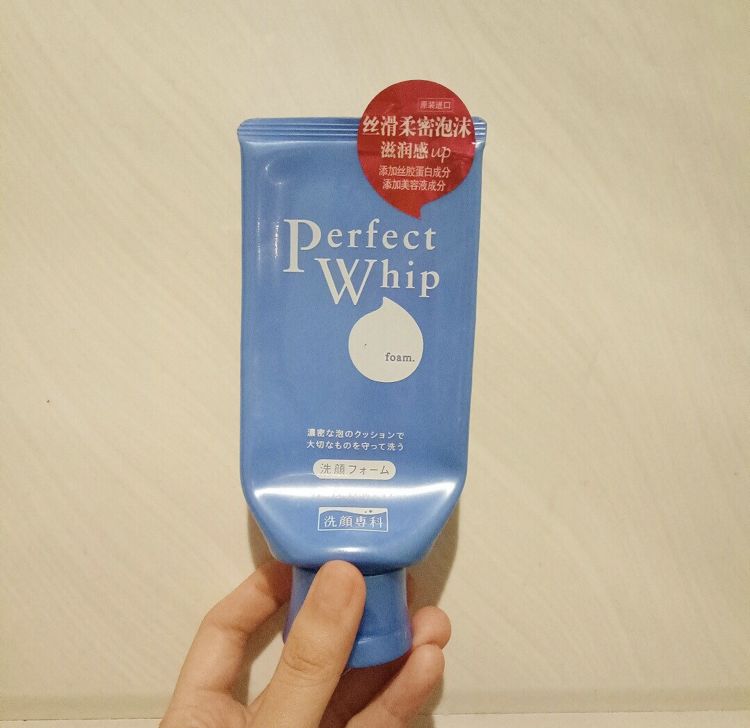 原装进口
丝滑柔密泡沫
滋润感up
添加丝胶蛋白成分
添加美容液成分
Perfect
Whip
foam.
濃密な泡のクッションで
大切なものを守って洗う
洗顔フォーム
洗顔専科